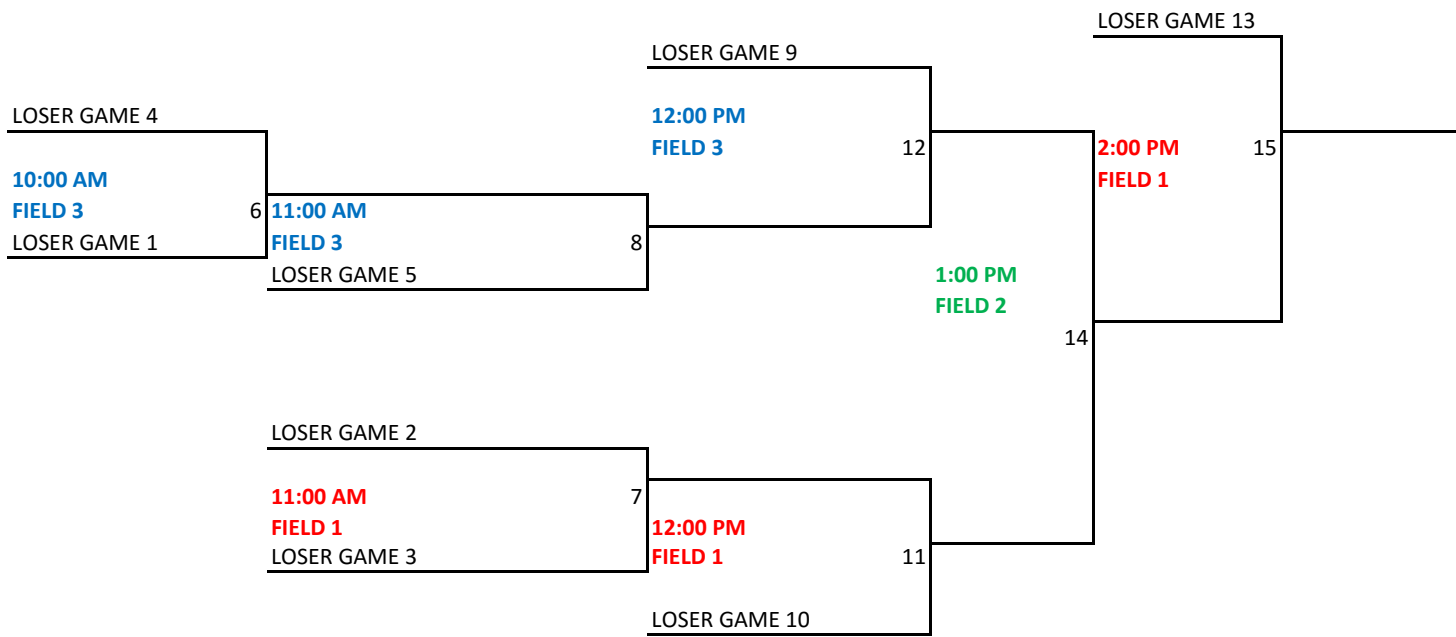 LOSER GAME 13
LOSER GAME 9
LOSER GAME 4
12:00 PM
FIELD 3
12
2:00 PM
FIELD 1
15
10:00 AM
FIELD 3
6
LOSER GAME 1
11:00 AM
FIELD 3
8
LOSER GAME 5
1:00 PM
FIELD 2
14
LOSER GAME 2
11:00 AM
FIELD 1
7
LOSER GAME 3
12:00 PM
FIELD 1
11
LOSER GAME 10